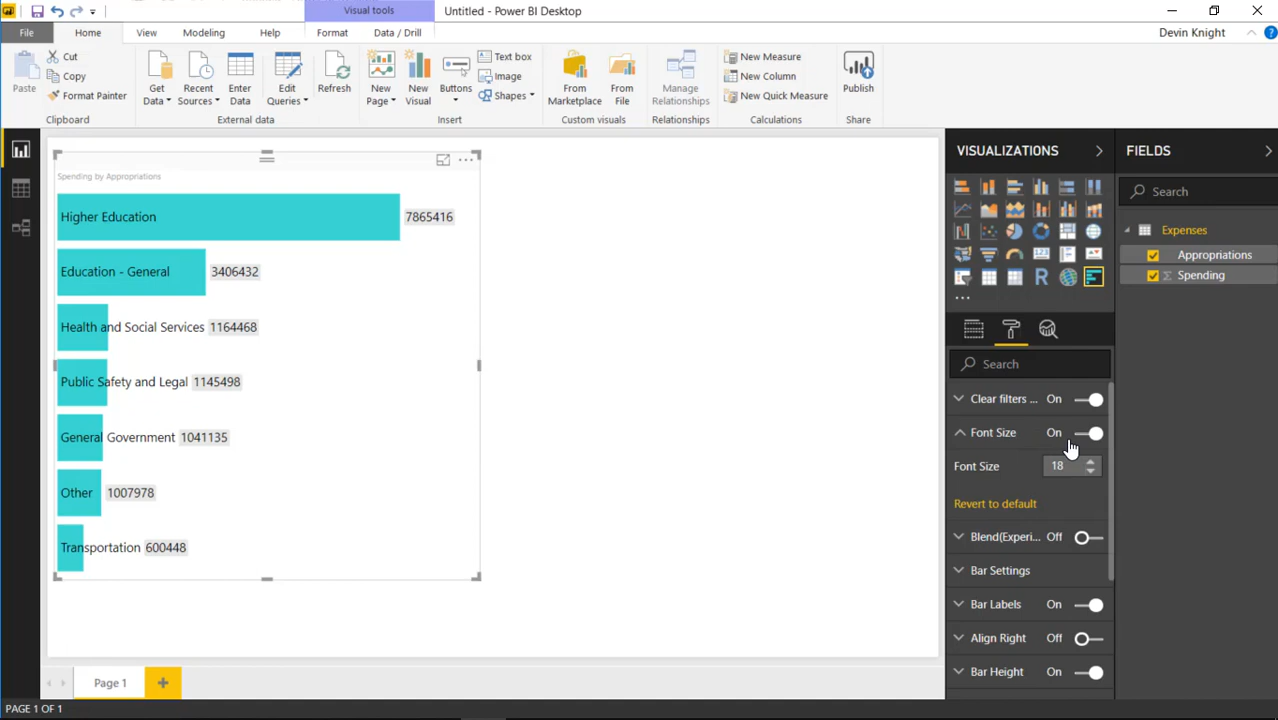 Visual tools
Untitled - Power BI Desktop
File
Home
View
Modeling
Help
Format
Data / Drill
Devin Knight
?
Paste
Cut
Copy
Format Painter
Clipboard
Get Data
Recent Sources
Enter Data
Edit Queries
Refresh
External data
New Page
New Visual
Buttons
Text box
Image
Shapes
Insert
From Marketplace
From File
Custom visuals
Manage Relationships
Relationships
New Measure
New Column
New Quick Measure
Calculations
Publish
Share
Spending by Appropriations
Higher Education 7865416
Education - General 3406432
Health and Social Services 1164468
Public Safety and Legal 1145498
General Government 1041135
Other 1007978
Transportation 600448
VISUALIZATIONS
123
R
Search
Clear filters ... On
Font Size On
Font Size 18
Revert to default
Blend(Experi... Off
Bar Settings
Bar Labels On
Align Right Off
Bar Height On
FIELDS
Search
Expenses
Appropriations
Σ Spending
Page 1
PAGE 1 OF 1